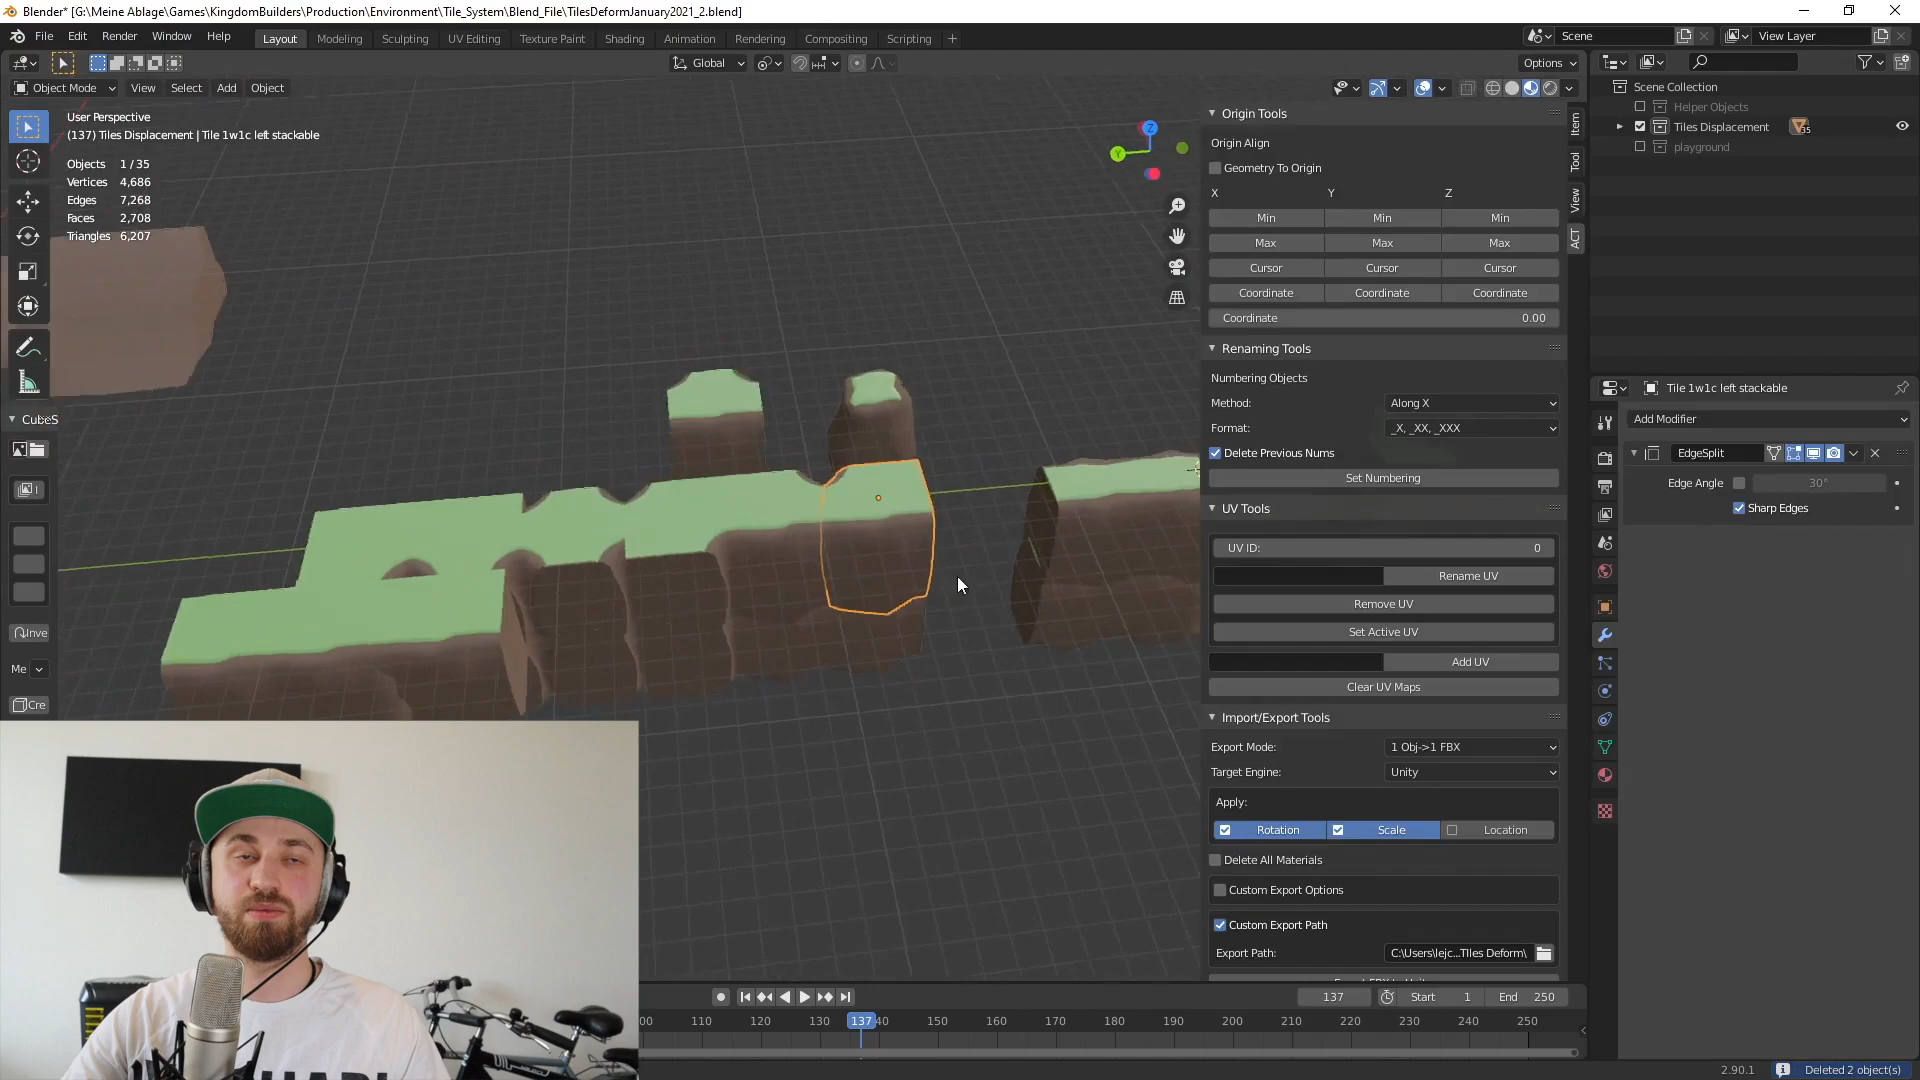 Blender* [G:\Meine Ablage\Games\KingdomBuilders\Production\Environment\Tile_System\Blend_File\TilesDeformJanuary2021_2.blend]
File Edit Render Window Help Layout Modeling Sculpting UV Editing Texture Paint Shading Animation Rendering Compositing Scripting + Scene View Layer
Global Options
Object Mode View Select Add Object
User Perspective
(137) Tiles Displacement | Tile 1w1c left stackable
Objects 1 / 35
Vertices 4,686
Edges 7,268
Faces 2,708
Triangles 6,207
CubeS
Inve
Me
Cre
Z
Y
Origin Tools
Origin Align
Geometry To Origin
X Y Z
Min Min Min
Max Max Max
Cursor Cursor Cursor
Coordinate Coordinate Coordinate
Coordinate 0.00
Renaming Tools
Numbering Objects
Method: Along X
Format: _X, _XX, _XXX
Delete Previous Nums
Set Numbering
UV Tools
UV ID: 0
Rename UV
Remove UV
Set Active UV
Add UV
Clear UV Maps
Import/Export Tools
Export Mode: 1 Obj->1 FBX
Target Engine: Unity
Apply:
Rotation Scale Location
Delete All Materials
Custom Export Options
Custom Export Path
Export Path: C:\Users\lejc...Tlles Deform\
Item
Tool
View
ACT
Scene Collection
Helper Objects
Tiles Displacement 35
playground
Tile 1w1c left stackable
Add Modifier
EdgeSplit
Edge Angle 30°
Sharp Edges
137 Start 1 End 250
00 110 120 130 137 40 150 160 170 180 190 200 210 220 230 240 250
2.90.1 Deleted 2 object(s)